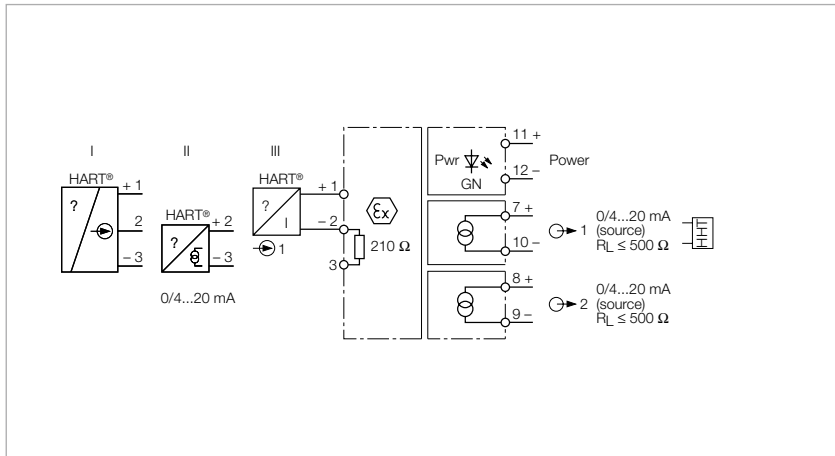 I
HART®
?
+ 1
2
– 3
II
HART®
?
+ 2
– 3
0/4...20 mA
III
HART®
?
I
+ 1
– 2
1
3
210 Ω
Ex
Pwr
GN
11 +
12 –
Power
7 +
10 –
1
0/4...20 mA
(source)
RL ≤ 500 Ω
HHT
8 +
9 –
2
0/4...20 mA
(source)
RL ≤ 500 Ω